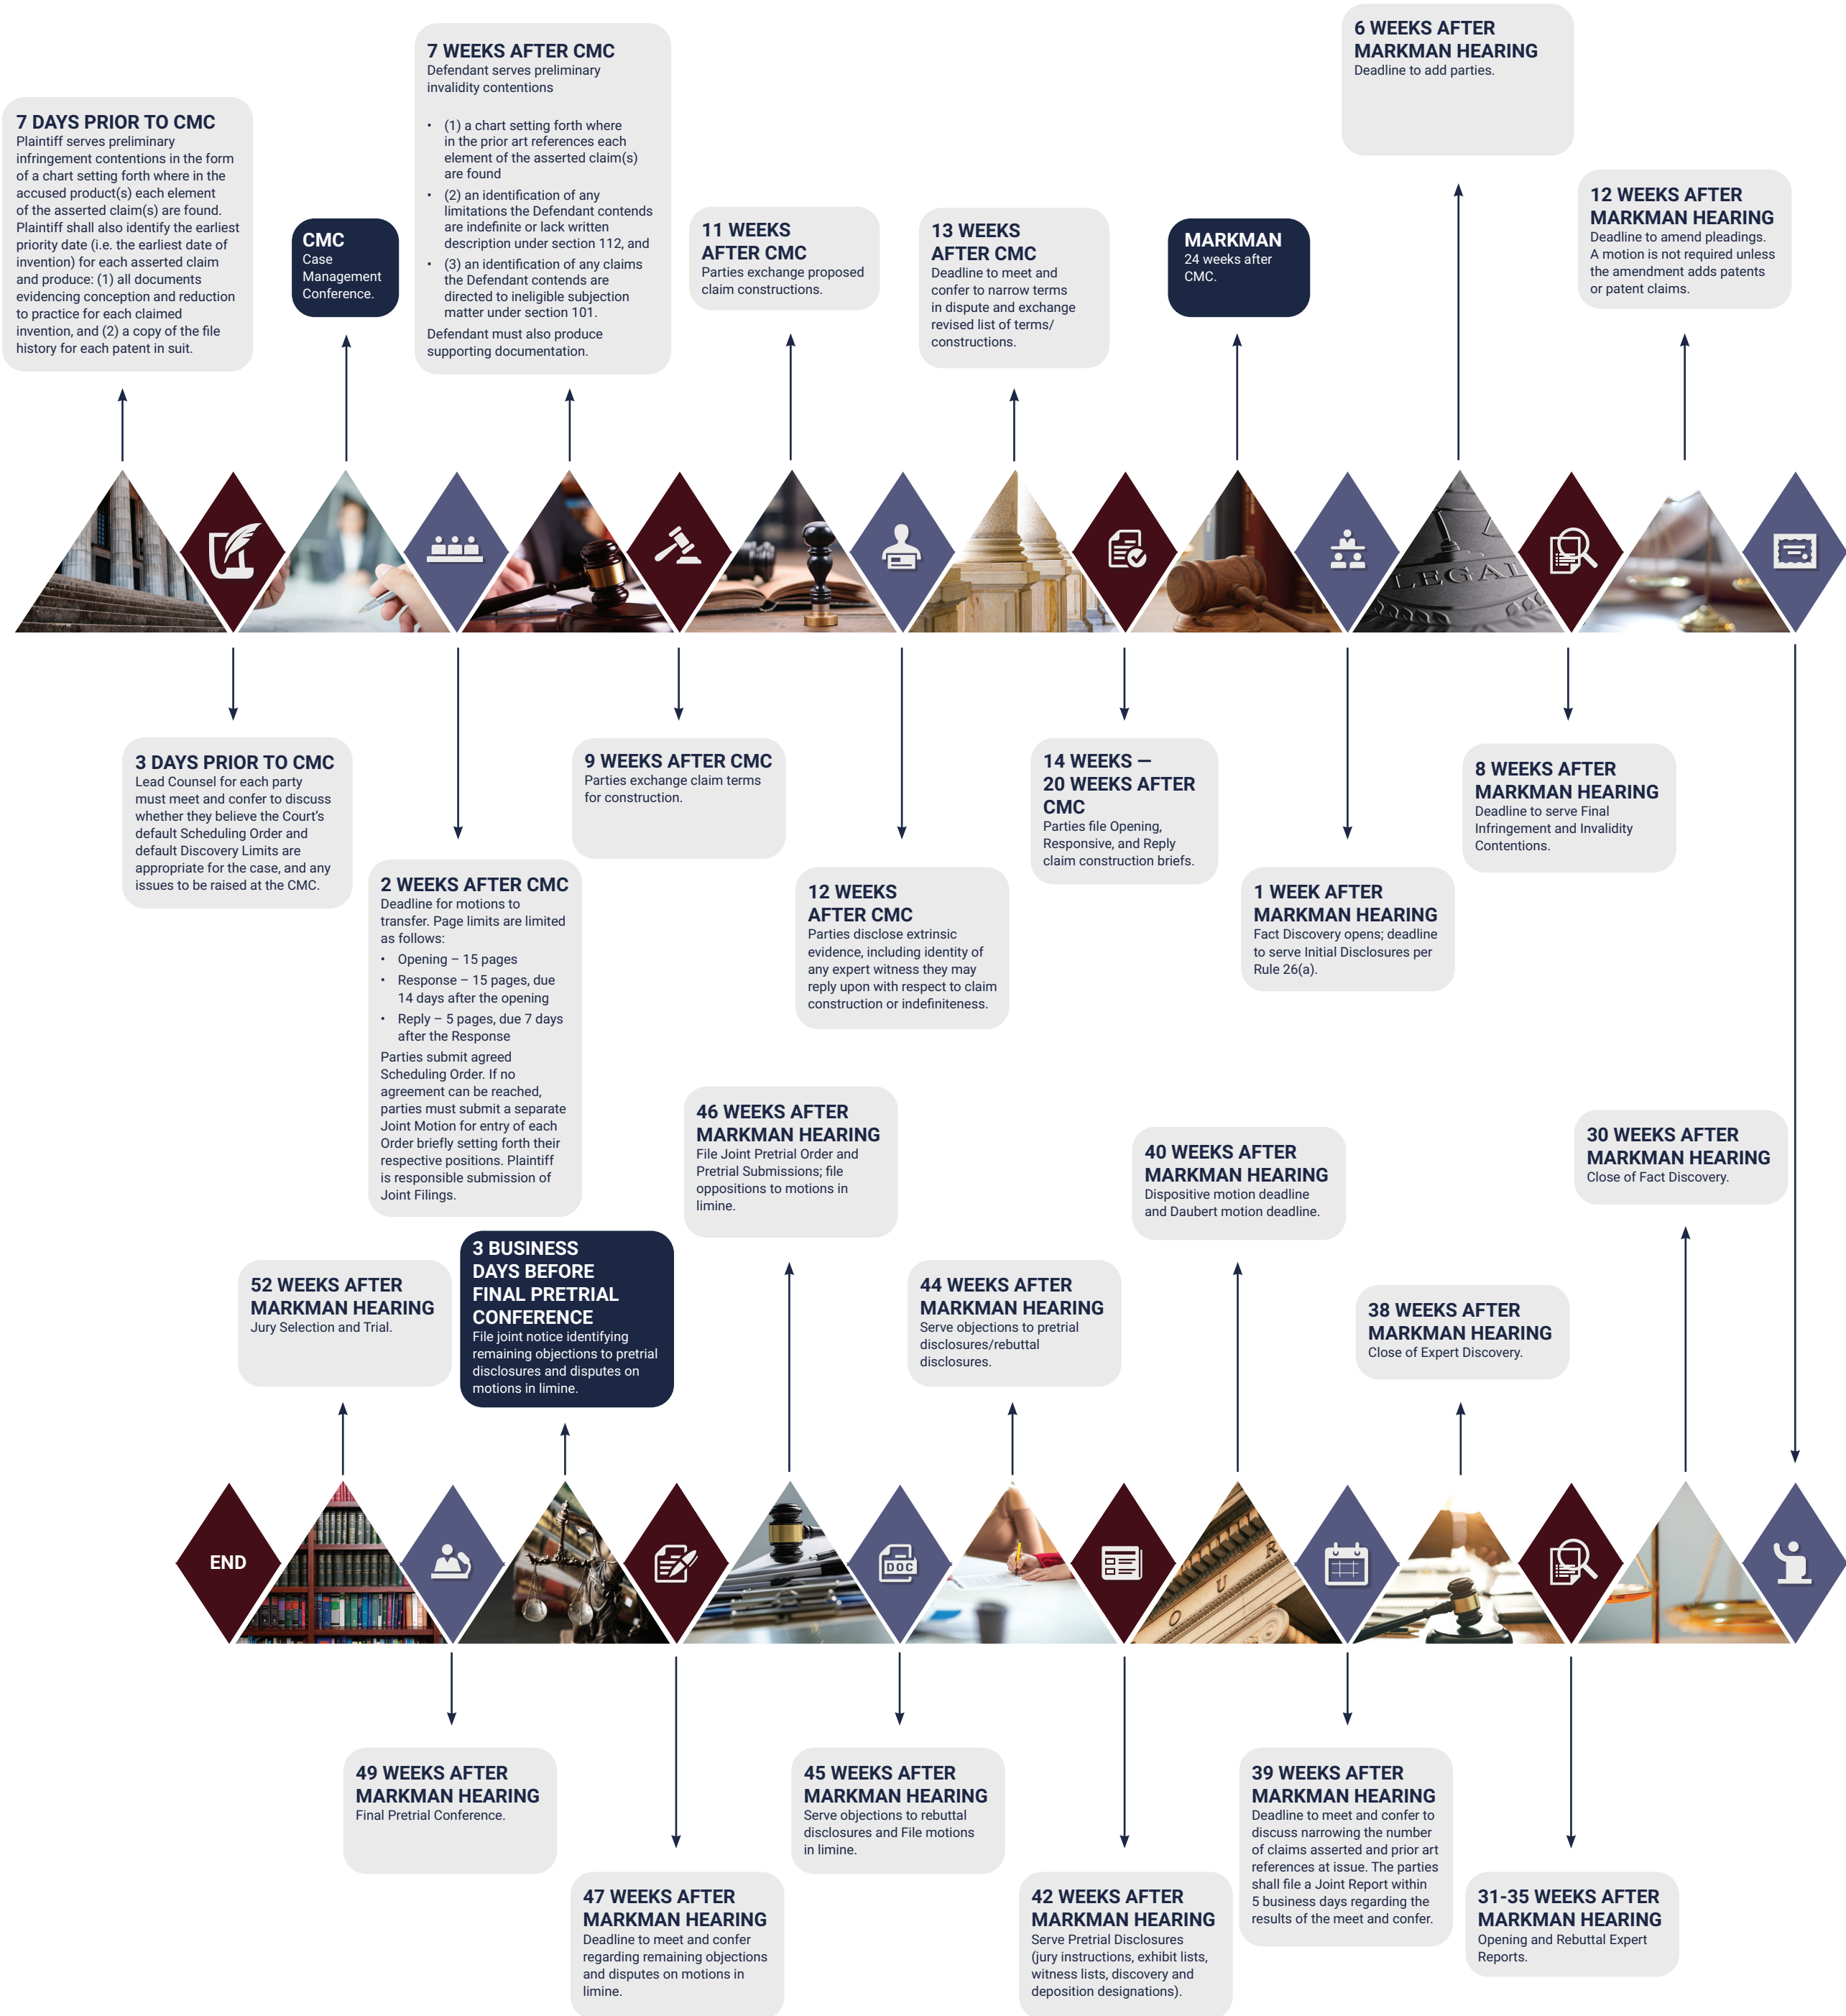 7 DAYS PRIOR TO CMC
Plaintiff serves preliminary
infringement contentions in the form
of a chart setting forth where in the
accused product(s) each element
of the asserted claim(s) are found.
Plaintiff shall also identify the earliest
priority date (i.e. the earliest date of
invention) for each asserted claim
and produce: (1) all documents
evidencing conception and reduction
to practice for each claimed
invention, and (2) a copy of the file
history for each patent in suit.
3 DAYS PRIOR TO CMC
Lead Counsel for each party
must meet and confer to discuss
whether they believe the Court's
default Scheduling Order and
default Discovery Limits are
appropriate for the case, and any
issues to be raised at the CMC.
CMC
Case
Management
Conference.
2 WEEKS AFTER CMC
Deadline for motions to
transfer. Page limits are limited
as follows:
• Opening – 15 pages
• Response – 15 pages, due
14 days after the opening
• Reply – 5 pages, due 7 days
after the Response
Parties submit agreed
Scheduling Order. If no
agreement can be reached,
parties must submit a separate
Joint Motion for entry of each
Order briefly setting forth their
respective positions. Plaintiff
is responsible submission of
Joint Filings.
7 WEEKS AFTER CMC
Defendant serves preliminary
invalidity contentions
• (1) a chart setting forth where
in the prior art references each
element of the asserted claim(s)
are found
• (2) an identification of any
limitations the Defendant contends
are indefinite or lack written
description under section 112, and
• (3) an identification of any claims
the Defendant contends are
directed to ineligible subjection
matter under section 101.
Defendant must also produce
supporting documentation.
9 WEEKS AFTER CMC
Parties exchange claim terms
for construction.
11 WEEKS
AFTER CMC
Parties exchange proposed
claim constructions.
12 WEEKS
AFTER CMC
Parties disclose extrinsic
evidence, including identity of
any expert witness they may
reply upon with respect to claim
construction or indefiniteness.
13 WEEKS
AFTER CMC
Deadline to meet and
confer to narrow terms
in dispute and exchange
revised list of terms/
constructions.
14 WEEKS —
20 WEEKS AFTER
CMC
Parties file Opening,
Responsive, and Reply
claim construction briefs.
MARKMAN
24 weeks after
CMC.
1 WEEK AFTER
MARKMAN HEARING
Fact Discovery opens; deadline
to serve Initial Disclosures per
Rule 26(a).
6 WEEKS AFTER
MARKMAN HEARING
Deadline to add parties.
LEGAL
8 WEEKS AFTER
MARKMAN HEARING
Deadline to serve Final
Infringement and Invalidity
Contentions.
12 WEEKS AFTER
MARKMAN HEARING
Deadline to amend pleadings.
A motion is not required unless
the amendment adds patents
or patent claims.
30 WEEKS AFTER
MARKMAN HEARING
Close of Fact Discovery.
31-35 WEEKS AFTER
MARKMAN HEARING
Opening and Rebuttal Expert
Reports.
38 WEEKS AFTER
MARKMAN HEARING
Close of Expert Discovery.
39 WEEKS AFTER
MARKMAN HEARING
Deadline to meet and confer to
discuss narrowing the number
of claims asserted and prior art
references at issue. The parties
shall file a Joint Report within
5 business days regarding the
results of the meet and confer.
40 WEEKS AFTER
MARKMAN HEARING
Dispositive motion deadline
and Daubert motion deadline.
O U R
42 WEEKS AFTER
MARKMAN HEARING
Serve Pretrial Disclosures
(jury instructions, exhibit lists,
witness lists, discovery and
deposition designations).
44 WEEKS AFTER
MARKMAN HEARING
Serve objections to pretrial
disclosures/rebuttal
disclosures.
DOC
45 WEEKS AFTER
MARKMAN HEARING
Serve objections to rebuttal
disclosures and File motions
in limine.
46 WEEKS AFTER
MARKMAN HEARING
File Joint Pretrial Order and
Pretrial Submissions; file
oppositions to motions in
limine.
47 WEEKS AFTER
MARKMAN HEARING
Deadline to meet and confer
regarding remaining objections
and disputes on motions in
limine.
3 BUSINESS
DAYS BEFORE
FINAL PRETRIAL
CONFERENCE
File joint notice identifying
remaining objections to pretrial
disclosures and disputes on
motions in limine.
49 WEEKS AFTER
MARKMAN HEARING
Final Pretrial Conference.
52 WEEKS AFTER
MARKMAN HEARING
Jury Selection and Trial.
END